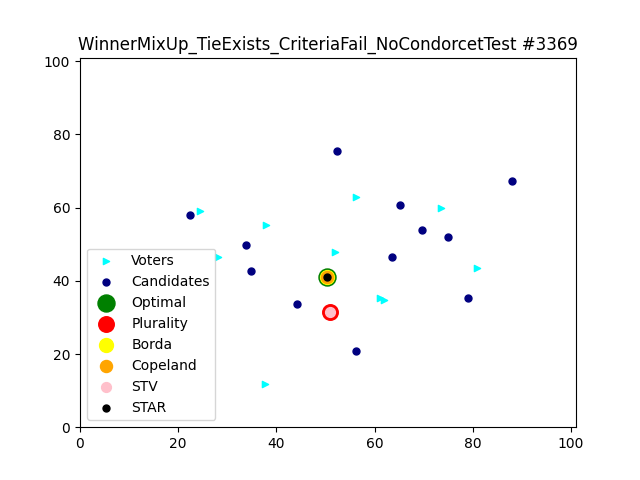 WinnerMixUp_TieExists_CriteriaFail_NoCondorcetTest #3369
100
80
60
40
20
0
Voters
Candidates
Optimal
Plurality
Borda
Copeland
STV
STAR
0 20 40 60 80 100